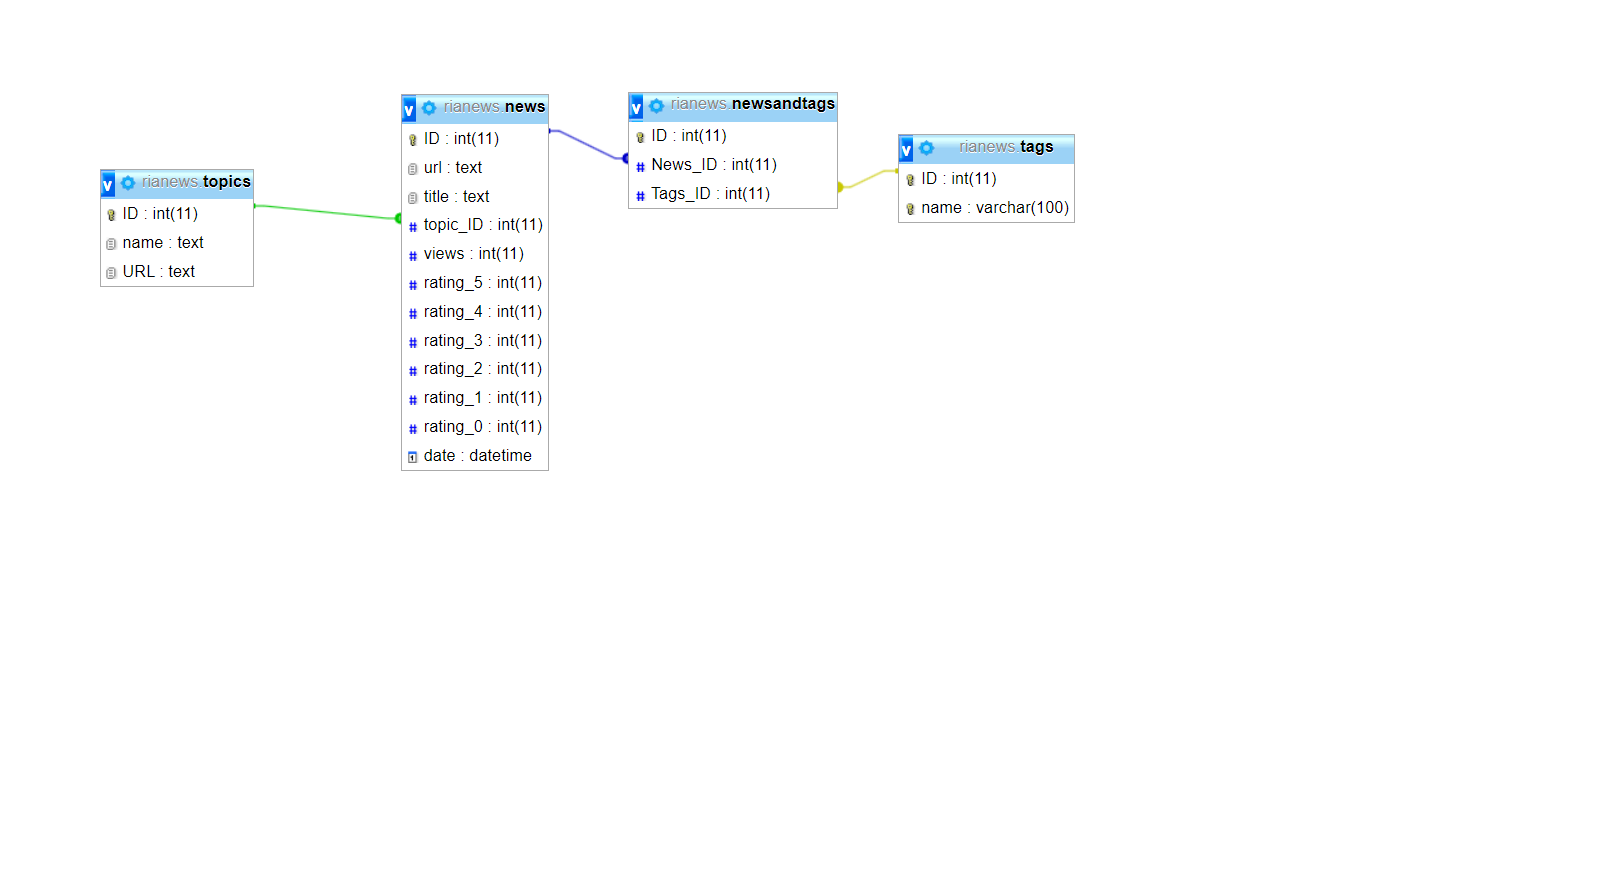 v rianews.topics
ID : int(11)
name : text
URL : text
v rianews.news
ID : int(11)
url : text
title : text
# topic_ID : int(11)
# views : int(11)
# rating_5 : int(11)
# rating_4 : int(11)
# rating_3 : int(11)
# rating_2 : int(11)
# rating_1 : int(11)
# rating_0 : int(11)
date : datetime
v rianews.newsandtags
ID : int(11)
# News_ID : int(11)
# Tags_ID : int(11)
v rianews.tags
ID : int(11)
name : varchar(100)